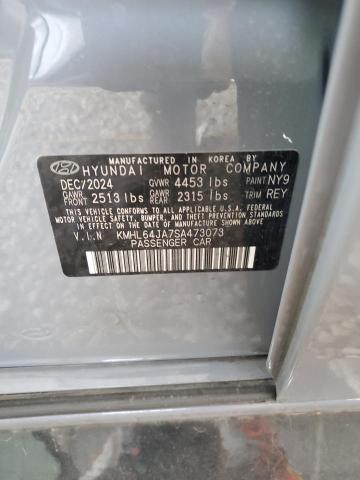 MANUFACTURED IN KOREA BY
HYUNDAI MOTOR COMPANY
DEC/2024 GVWR 4453 lbs PAINT NY9
GAWR FRONT 2513 lbs GAWR REAR 2315 lbs TRIM REY
THIS VEHICLE CONFORMS TO ALL APPLICABLE U.S.A FEDERAL
MOTOR VEHICLE SAFETY, BUMPER, AND THEFT PREVENTION
STANDARDS IN EFFECT ON THE DATE OF MANUFACTURE SHOWN ABOVE.
V.I.N KMHL64JA7SA473073
PASSENGER CAR